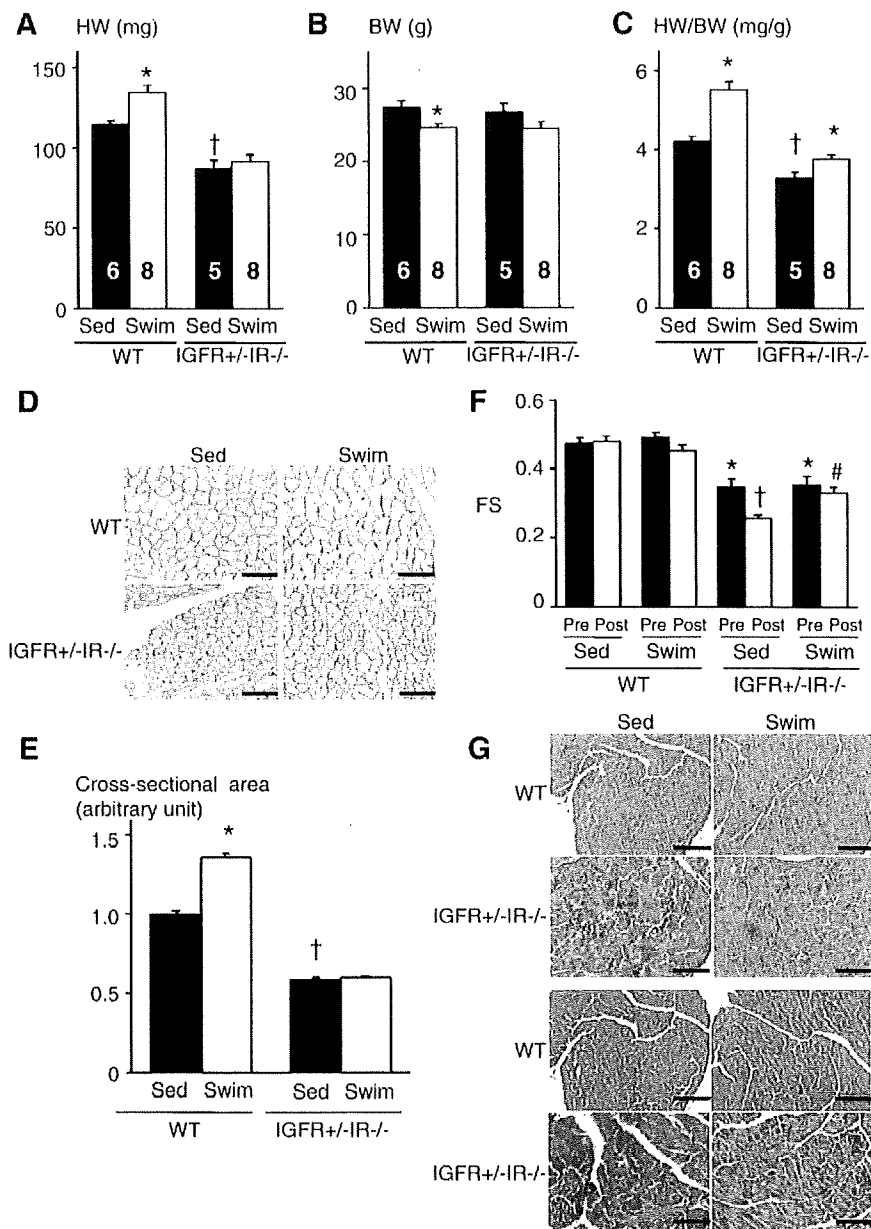 A HW (mg)
150
100
50
0
*
†
6 8 5 8
Sed Swim Sed Swim
WT IGFR+/-IR-/-
B BW (g)
30
20
10
0
*
6 8 5 8
Sed Swim Sed Swim
WT IGFR+/-IR-/-
C HW/BW (mg/g)
6
4
2
0
*
† *
6 8 5 8
Sed Swim Sed Swim
WT IGFR+/-IR-/-
D
Sed Swim
WT
IGFR+/-IR-/-
F
0.6
0.4
FS
0.2
0
* † * #
Pre Post Pre Post Pre Post Pre Post
Sed Swim Sed Swim
WT IGFR+/-IR-/-
E
Cross-sectional area
(arbitrary unit)
1.5
1.0
0.5
0
*
†
Sed Swim Sed Swim
WT IGFR+/-IR-/-
G
Sed Swim
WT
IGFR+/-IR-/-
WT
IGFR+/-IR-/-